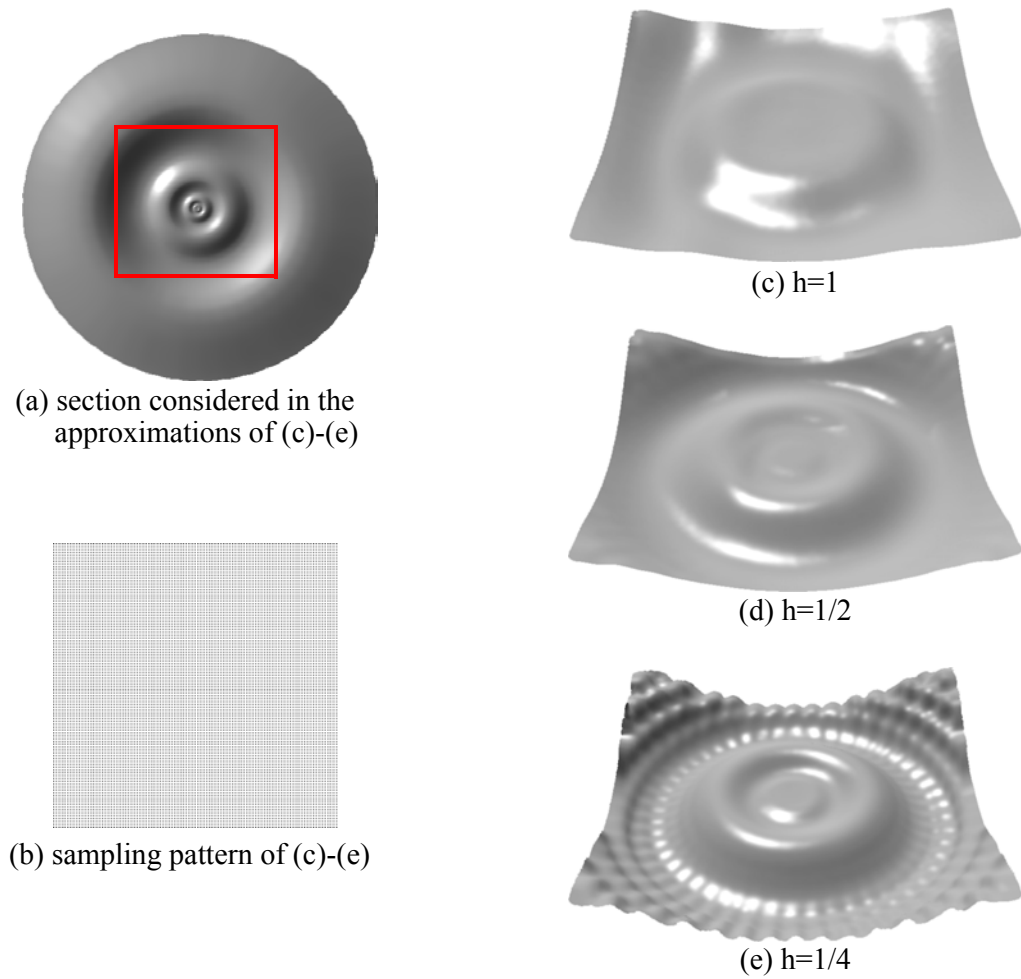 (a) section considered in the
approximations of (c)-(e)
(b) sampling pattern of (c)-(e)
(c) h=1
(d) h=1/2
(e) h=1/4